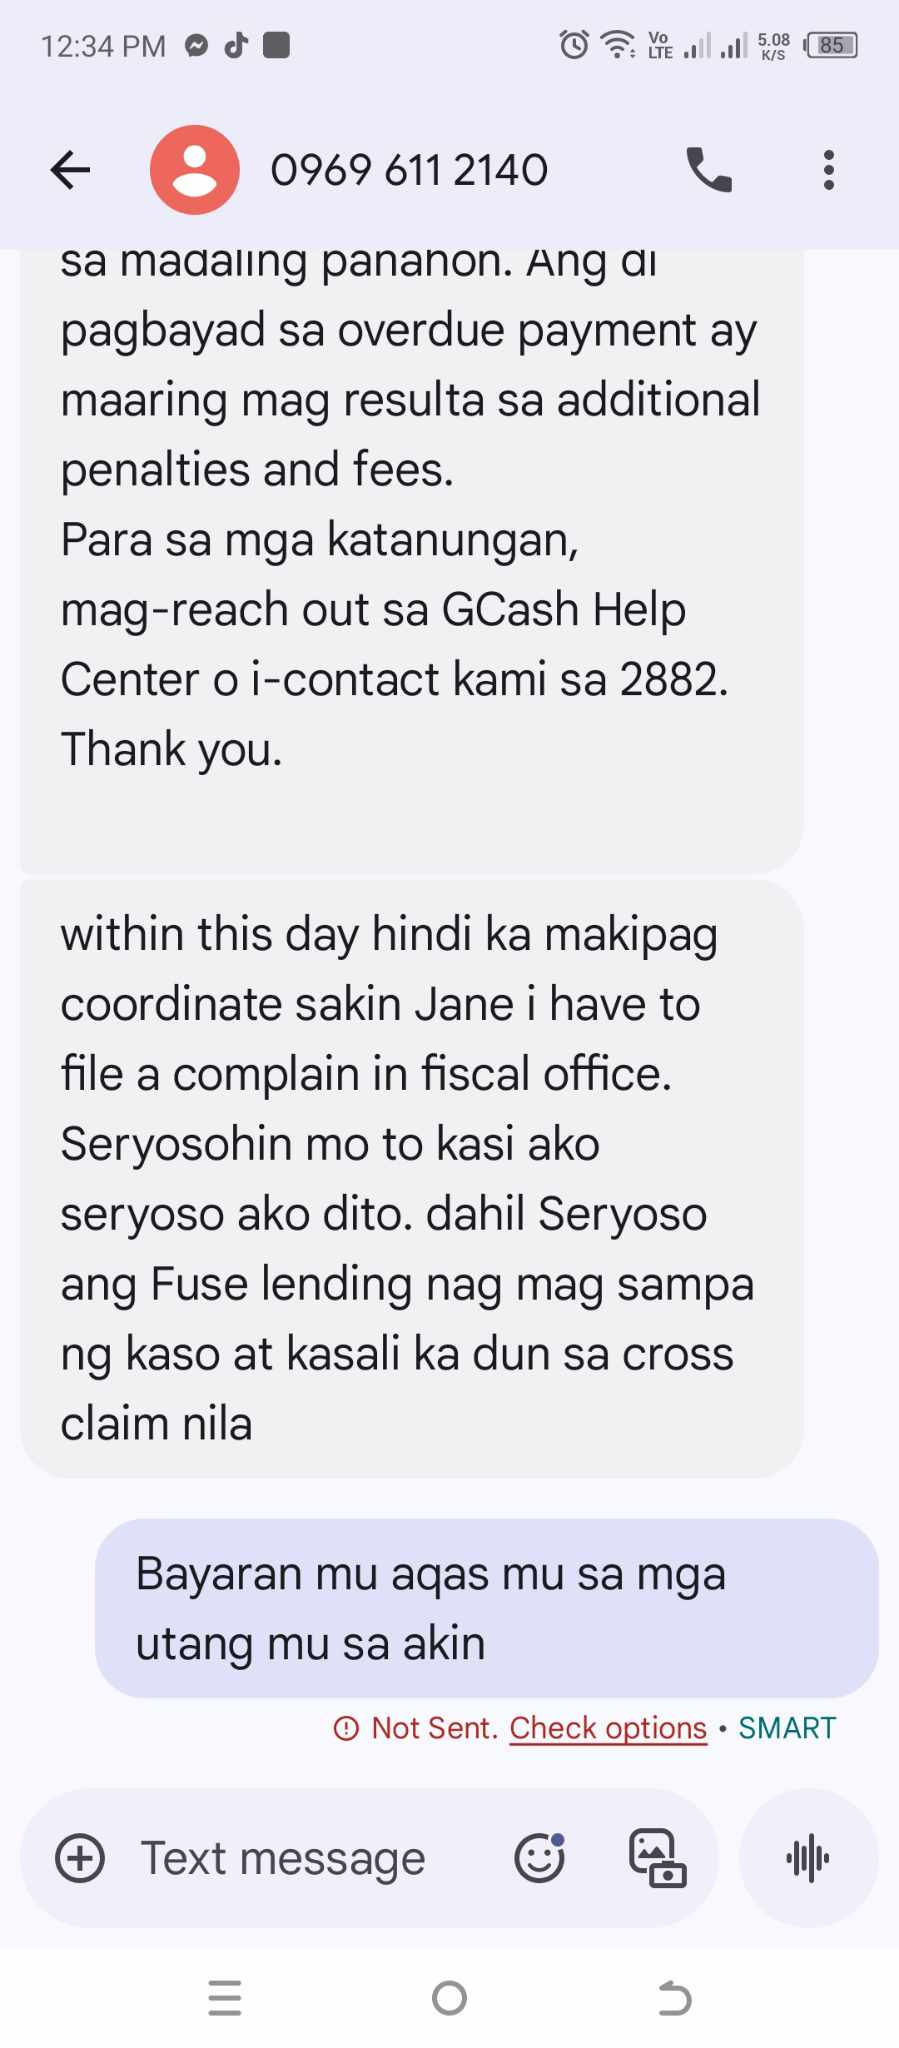 12:34 PM
Vo
LTE
5.08
K/S
85
0969 611 2140
sa madaling panahon. Ang di
pagbayad sa overdue payment ay
maaring mag resulta sa additional
penalties and fees.
Para sa mga katanungan,
mag-reach out sa GCash Help
Center o i-contact kami sa 2882.
Thank you.
within this day hindi ka makipag
coordinate sakin Jane i have to
file a complain in fiscal office.
Seryosohin mo to kasi ako
seryoso ako dito. dahil Seryoso
ang Fuse lending nag mag sampa
ng kaso at kasali ka dun sa cross
claim nila
Bayaran mu aqas mu sa mga
utang mu sa akin
Not Sent. Check options • SMART
Text message